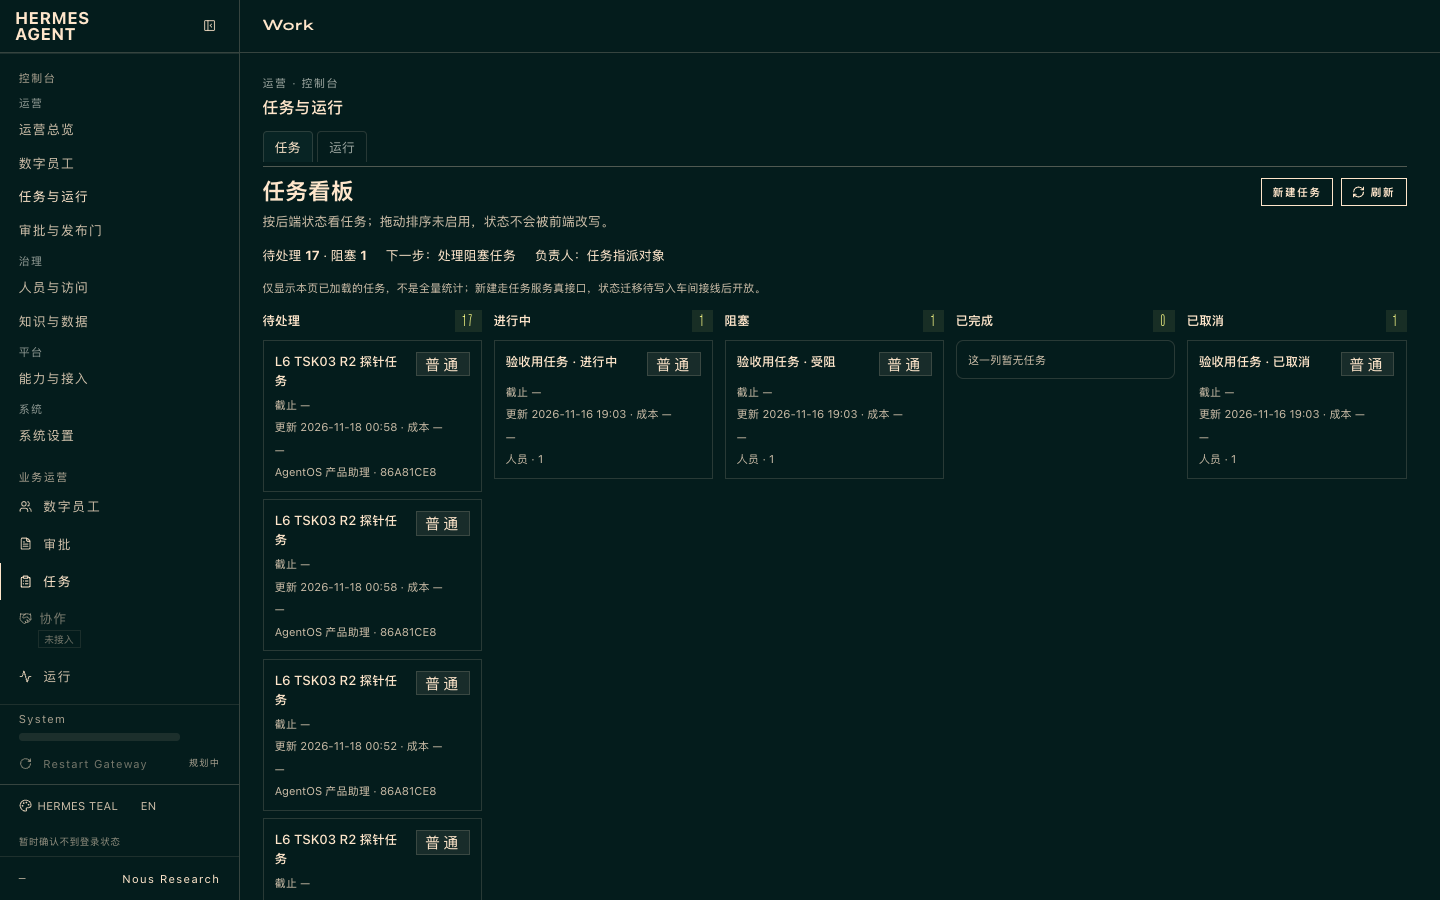 HERMES
AGENT
Work
控制台
运营
运营总览
数字员工
任务与运行
审批与发布门
治理
人员与访问
知识与数据
平台
能力与接入
系统
系统设置
业务运营
数字员工
审批
任务
协作
未接入
运行
System
Restart Gateway 规划中
HERMES TEAL EN
暂时确认不到登录状态
— Nous Research
运营 · 控制台
任务与运行
任务 运行
任务看板
新建任务 刷新
按后端状态看任务；拖动排序未启用，状态不会被前端改写。
待处理 17 · 阻塞 1 下一步：处理阻塞任务 负责人：任务指派对象
仅显示本页已加载的任务，不是全量统计；新建走任务服务真接口，状态迁移待写入车间接线后开放。
待处理 17
L6 TSK03 R2 探针任
务
普通
截止 —
更新 2026-11-18 00:58 · 成本 —
—
AgentOS 产品助理 · 86A81CE8
L6 TSK03 R2 探针任
务
普通
截止 —
更新 2026-11-18 00:58 · 成本 —
—
AgentOS 产品助理 · 86A81CE8
L6 TSK03 R2 探针任
务
普通
截止 —
更新 2026-11-18 00:52 · 成本 —
—
AgentOS 产品助理 · 86A81CE8
L6 TSK03 R2 探针任
务
普通
截止 —
进行中 1
验收用任务 · 进行中 普通
截止 —
更新 2026-11-16 19:03 · 成本 —
—
人员 · 1
阻塞 1
验收用任务 · 受阻 普通
截止 —
更新 2026-11-16 19:03 · 成本 —
—
人员 · 1
已完成 0
这一列暂无任务
已取消 1
验收用任务 · 已取消 普通
截止 —
更新 2026-11-16 19:03 · 成本 —
—
人员 · 1